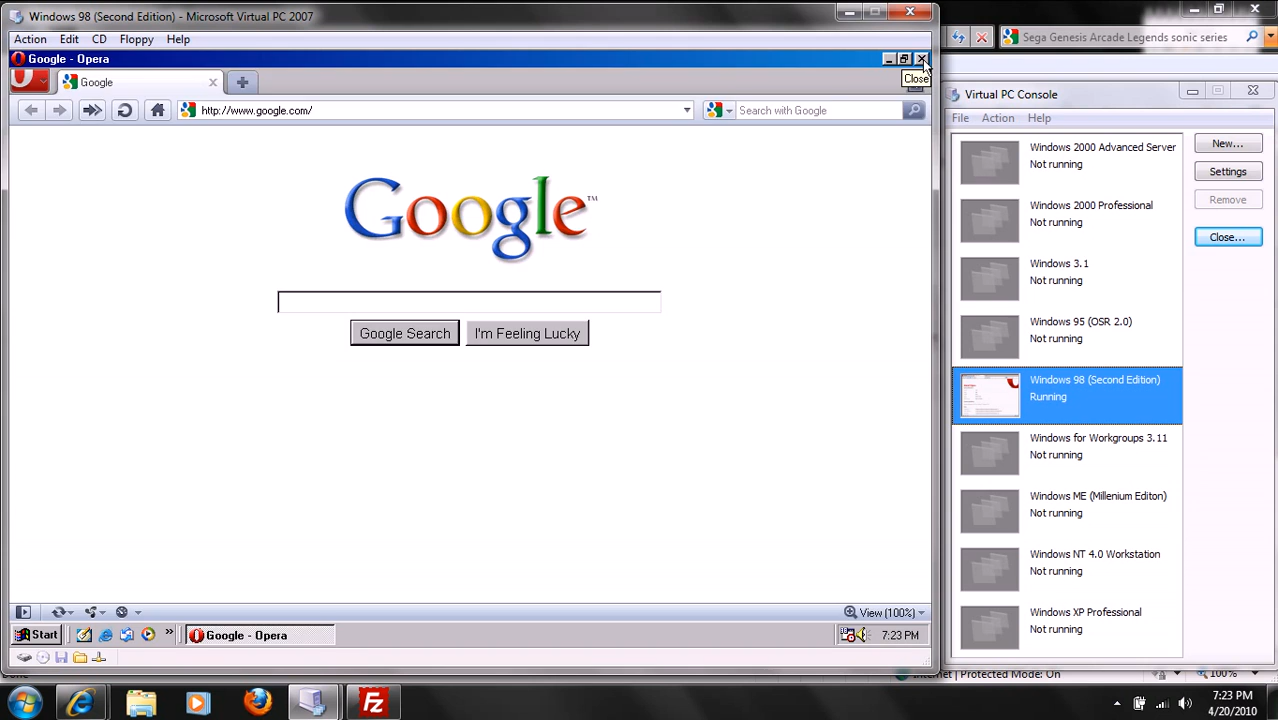 Windows 98 (Second Edition) - Microsoft Virtual PC 2007
Action Edit CD Floppy Help
Google - Opera
Close
Google
http://www.google.com/
Search with Google
Google™
Google Search
I'm Feeling Lucky
View (100%)
Start
Google - Opera
7:23 PM
Sega Genesis Arcade Legends sonic series
Virtual PC Console
File Action Help
Windows 2000 Advanced Server
Not running
Windows 2000 Professional
Not running
Windows 3.1
Not running
Windows 95 (OSR 2.0)
Not running
Windows 98 (Second Edition)
Running
Windows for Workgroups 3.11
Not running
Windows ME (Millenium Editon)
Not running
Windows NT 4.0 Workstation
Not running
Windows XP Professional
Not running
New...
Settings
Remove
Close...
Internet | Protected Mode: Off
100%
Fz
7:23 PM
4/20/2010